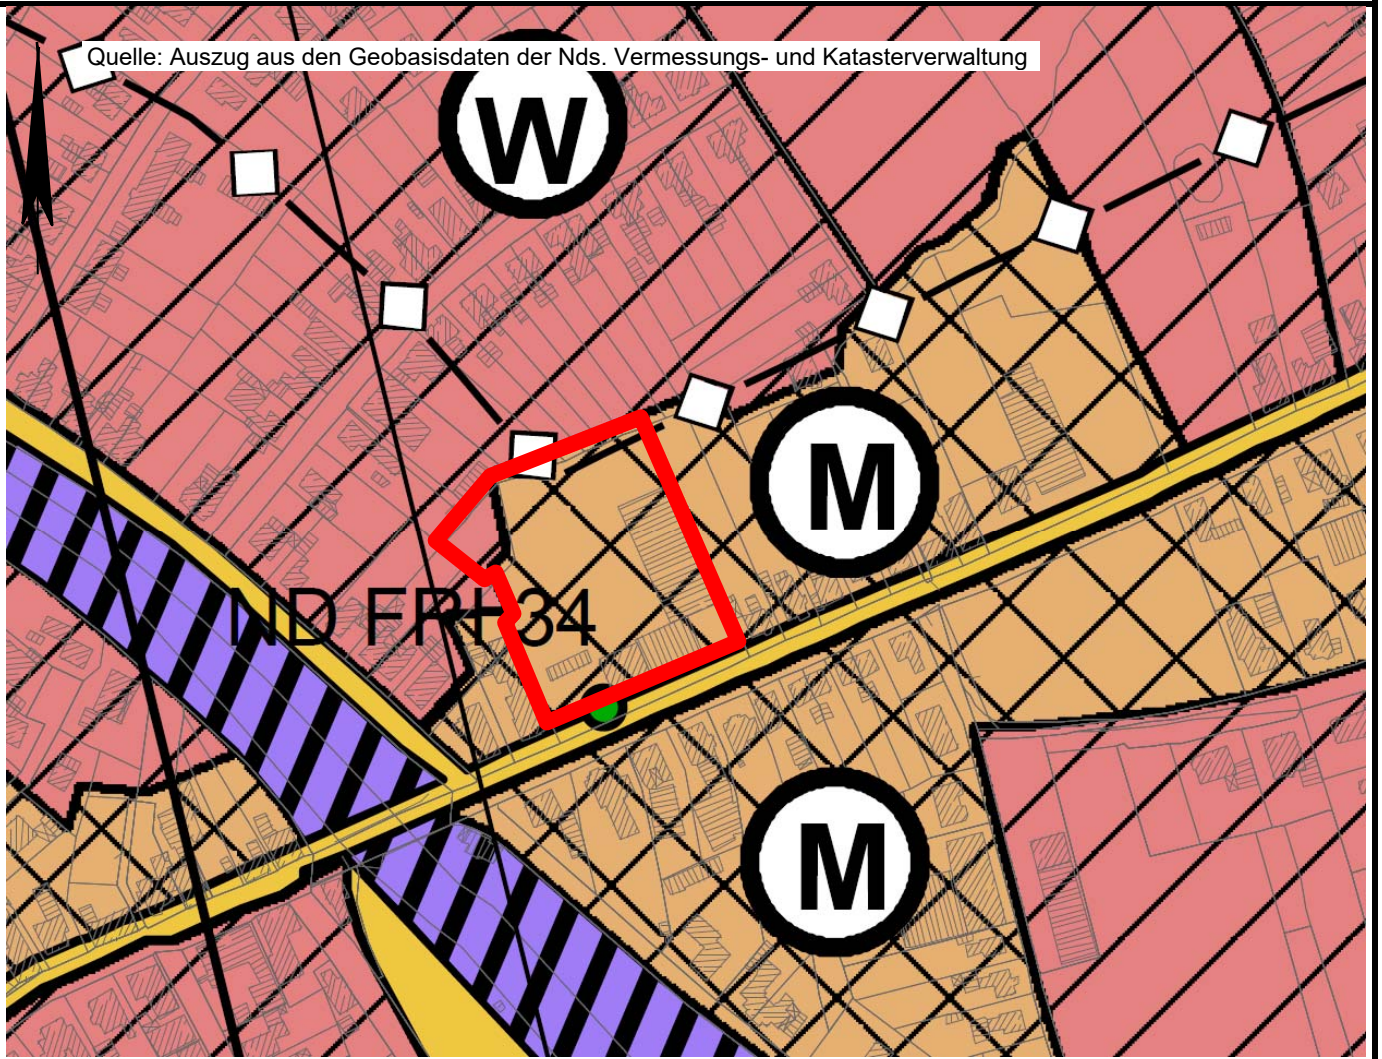 Quelle: Auszug aus den Geobasisdaten der Nds. Vermessungs- und Katasterverwaltung
W
M
ND FRI 34
M